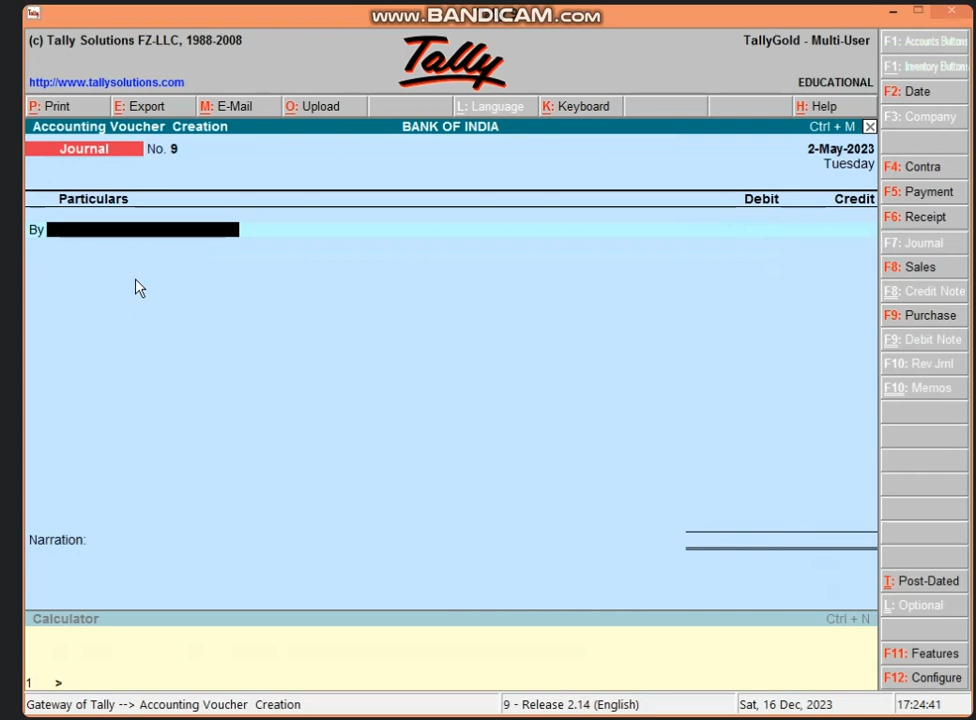 www.BANDICAM.com
(c) Tally Solutions FZ-LLC, 1988-2008
TallyGold - Multi-User
Tally
http://www.tallysolutions.com
EDUCATIONAL
P: Print
E: Export
M: E-Mail
O: Upload
L: Language
K: Keyboard
H: Help
Accounting Voucher Creation
BANK OF INDIA
Ctrl + M
Journal
No. 9
2-May-2023
Tuesday
Particulars
Debit
Credit
By
Narration:
Calculator
Ctrl + N
1 >
Gateway of Tally --> Accounting Voucher Creation
9 - Release 2.14 (English)
Sat, 16 Dec, 2023
17:24:41
F1: Accounts Buttons
F1: Inventory Buttons
F2: Date
F3: Company
F4: Contra
F5: Payment
F6: Receipt
F7: Journal
F8: Sales
F8: Credit Note
F9: Purchase
F9: Debit Note
F10: Rev Jrnl
F10: Memos
T: Post-Dated
L: Optional
F11: Features
F12: Configure